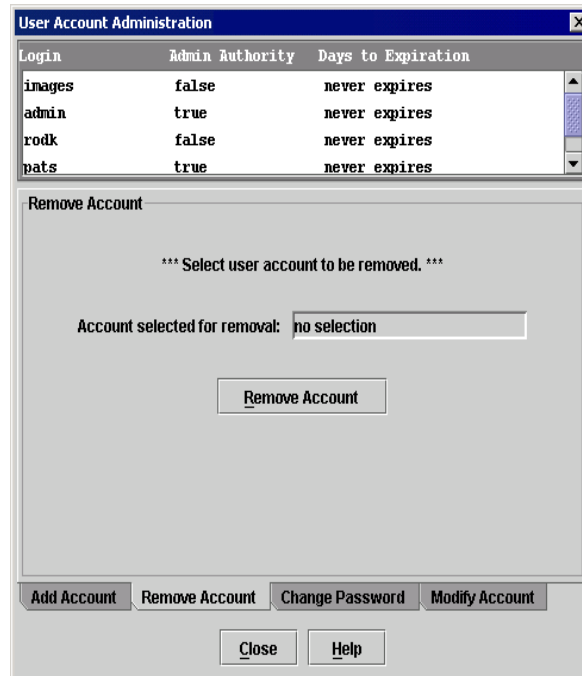 User Account Administration
Login Admin Authority Days to Expiration
images false never expires
admin true never expires
rodk false never expires
pats true never expires
Remove Account
*** Select user account to be removed. ***
Account selected for removal: no selection
Remove Account
Add Account Remove Account Change Password Modify Account
Close Help